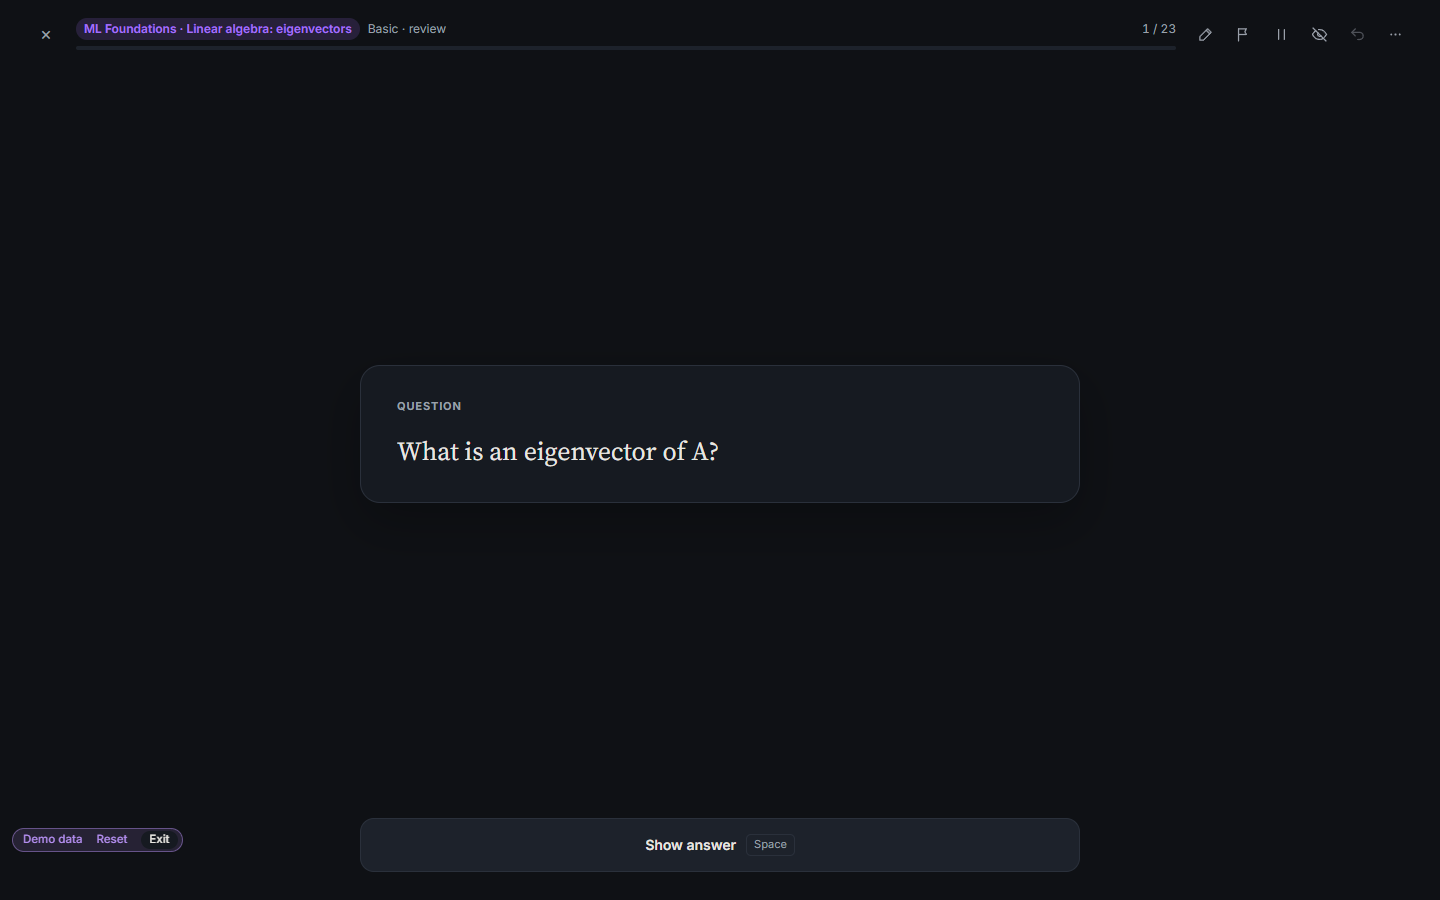 ML Foundations · Linear algebra: eigenvectors Basic · review 1 / 23
QUESTION
What is an eigenvector of A?
Demo data Reset Exit
Show answer Space